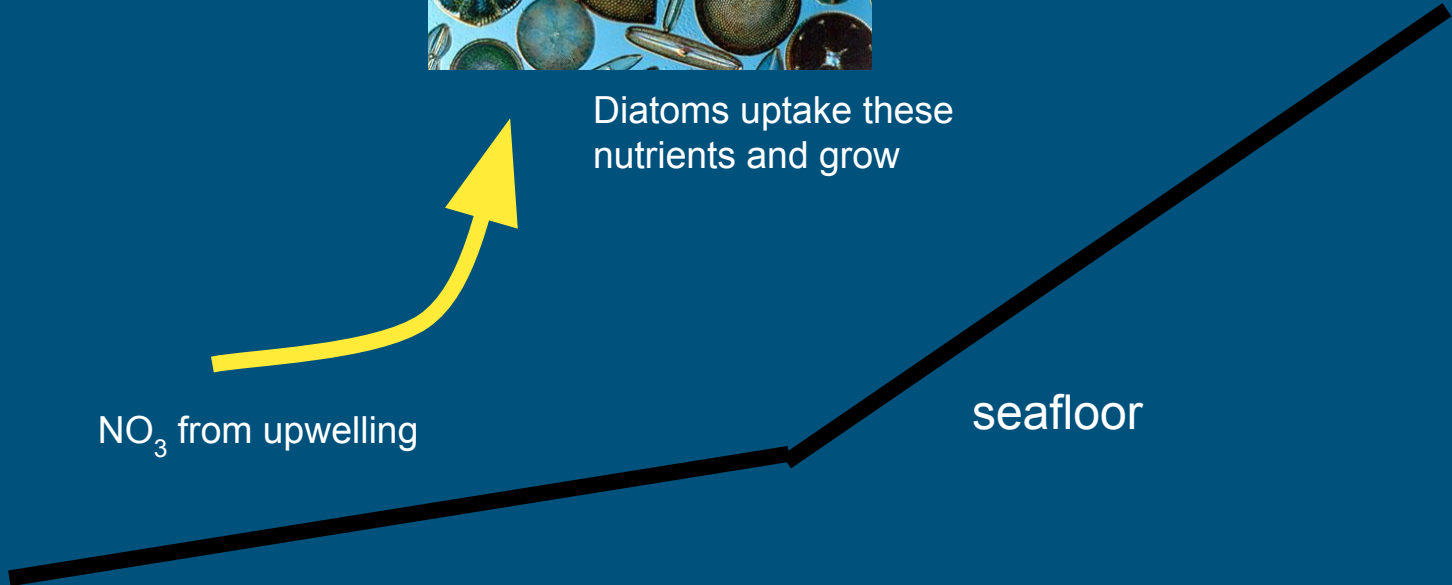 Diatoms uptake these
nutrients and grow
NO₃ from upwelling
seafloor